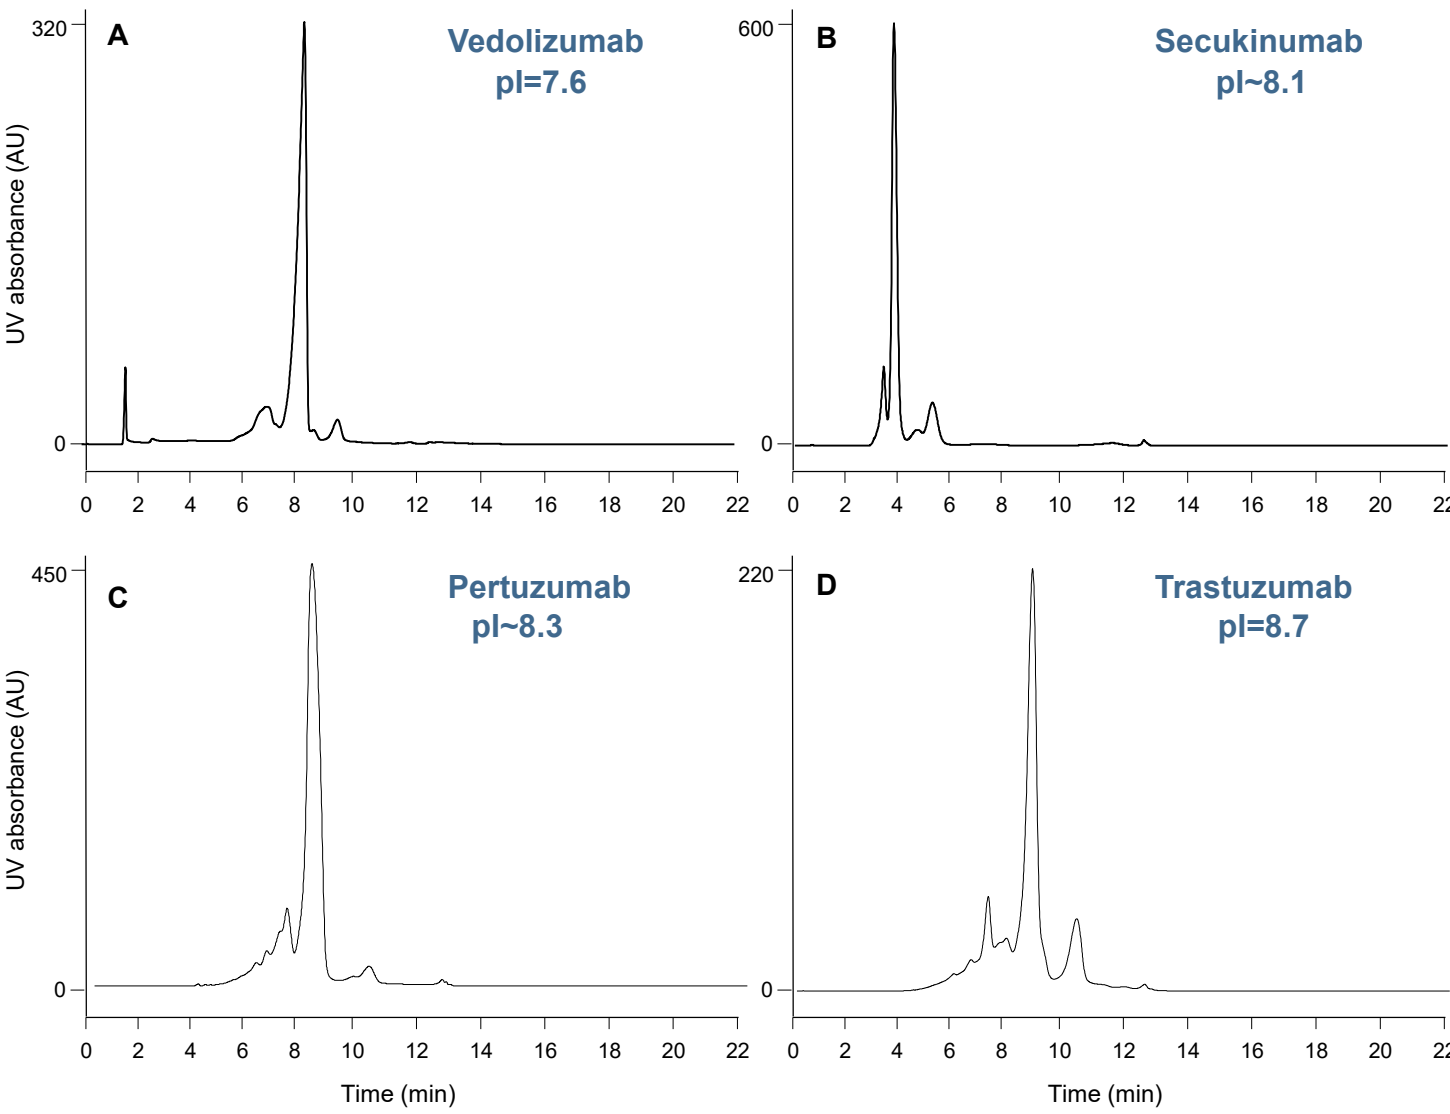 320
A
Vedolizumab
pI=7.6
UV absorbance (AU)
0
0 2 4 6 8 10 12 14 16 18 20 22
600
B
Secukinumab
pI~8.1
0
0 2 4 6 8 10 12 14 16 18 20 22
450
C
Pertuzumab
pI~8.3
UV absorbance (AU)
0
0 2 4 6 8 10 12 14 16 18 20 22
Time (min)
220
D
Trastuzumab
pI=8.7
0
0 2 4 6 8 10 12 14 16 18 20 22
Time (min)